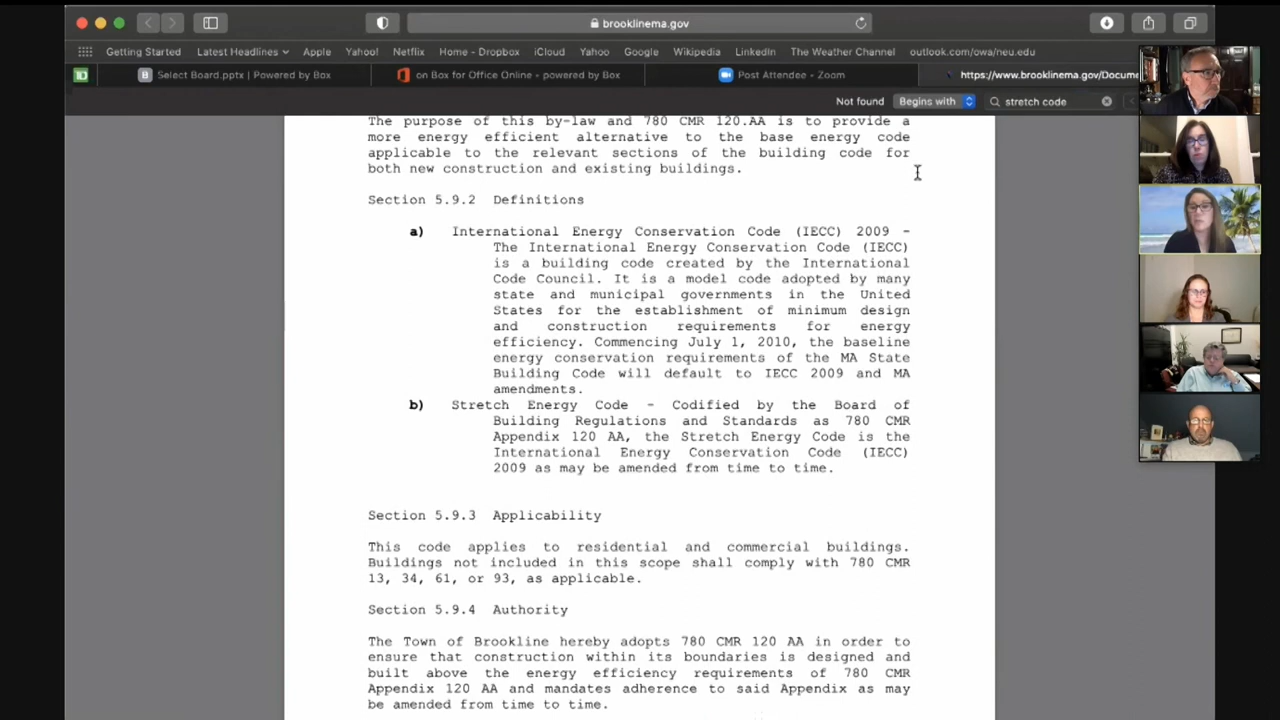 brooklinema.gov
Getting Started Latest Headlines Apple Yahoo! Netflix Home - Dropbox iCloud Yahoo Google Wikipedia LinkedIn The Weather Channel outlook.com/owa/neu.edu
TD B Select Board.pptx | Powered by Box on Box for Office Online - powered by Box Post Attendee - Zoom https://www.brooklinema.gov/Docume
Not found Begins with stretch code
The purpose of this by-law and 780 CMR 120.AA is to provide a
more energy efficient alternative to the base energy code
applicable to the relevant sections of the building code for
both new construction and existing buildings.
Section 5.9.2 Definitions
a) International Energy Conservation Code (IECC) 2009 -
The International Energy Conservation Code (IECC)
is a building code created by the International
Code Council. It is a model code adopted by many
state and municipal governments in the United
States for the establishment of minimum design
and construction requirements for energy
efficiency. Commencing July 1, 2010, the baseline
energy conservation requirements of the MA State
Building Code will default to IECC 2009 and MA
amendments.
b) Stretch Energy Code - Codified by the Board of
Building Regulations and Standards as 780 CMR
Appendix 120 AA, the Stretch Energy Code is the
International Energy Conservation Code (IECC)
2009 as may be amended from time to time.
Section 5.9.3 Applicability
This code applies to residential and commercial buildings.
Buildings not included in this scope shall comply with 780 CMR
13, 34, 61, or 93, as applicable.
Section 5.9.4 Authority
The Town of Brookline hereby adopts 780 CMR 120 AA in order to
ensure that construction within its boundaries is designed and
built above the energy efficiency requirements of 780 CMR
Appendix 120 AA and mandates adherence to said Appendix as may
be amended from time to time.